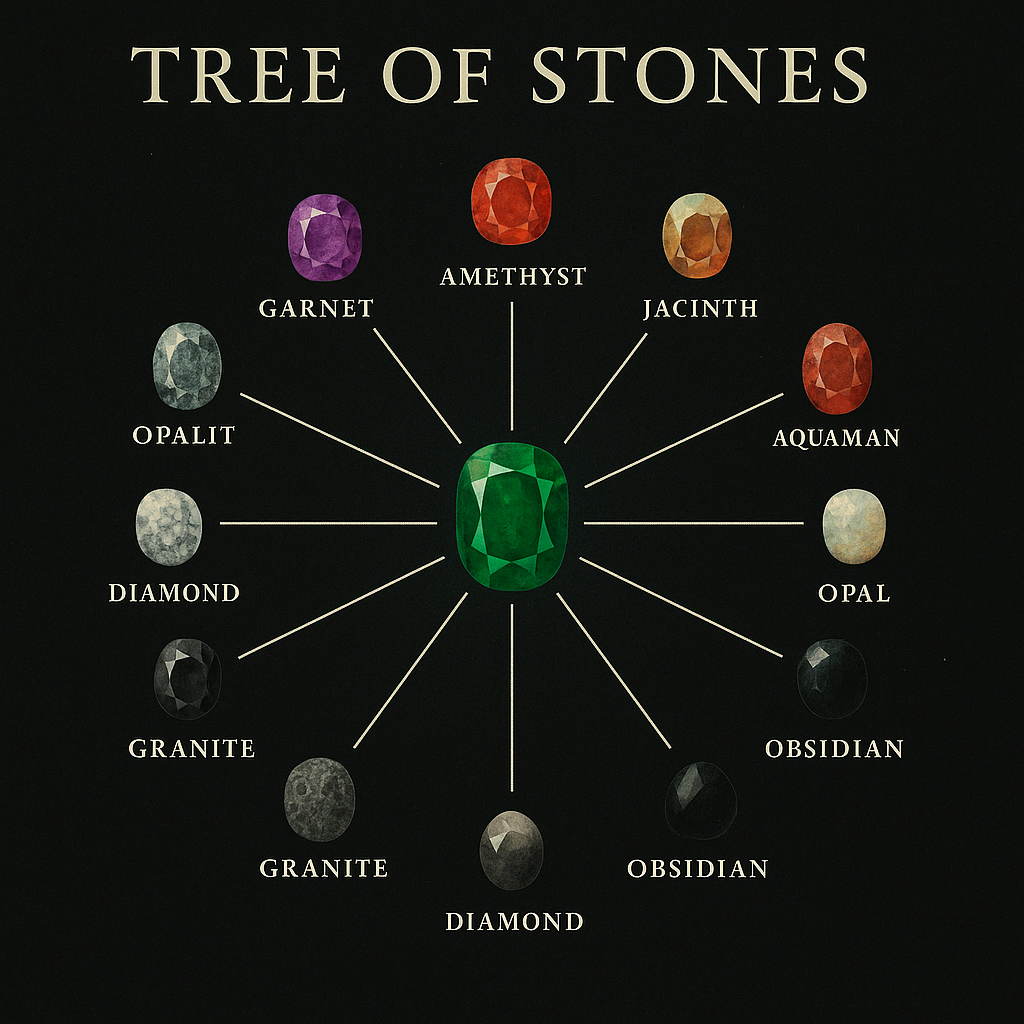 TREE OF STONES
AMETHYST
GARNET
JACINTH
OPALIT
AQUAMAN
DIAMOND
OPAL
GRANITE
OBSIDIAN
GRANITE
OBSIDIAN
DIAMOND